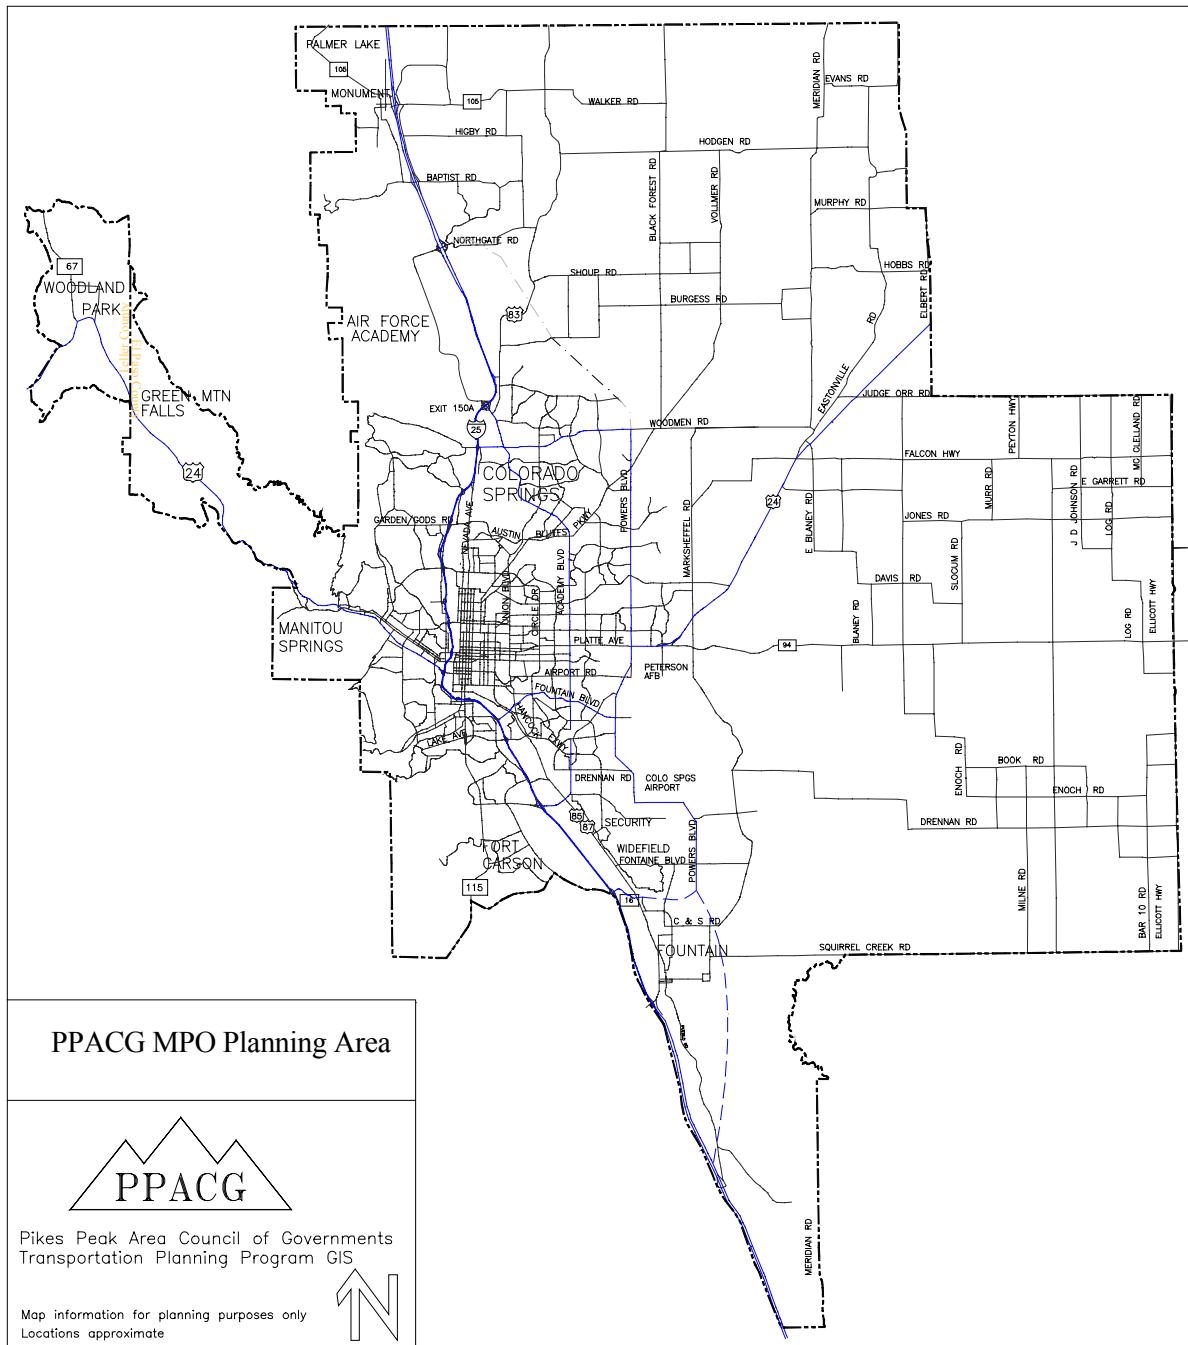 PALMER LAKE
105
MONUMENT
105
WALKER RD
HIGBY RD
MERIDIAN RD
EVANS RD
HODGEN RD
BAPTIST RD
BLACK FOREST RD
VOLLMER RD
MURPHY RD
NORTHGATE RD
SHOUP RD
HOBBS RD
ELBERT RD
BURGESS RD
67
WOODLAND
PARK
Teller County
El Paso County
83
AIR FORCE
ACADEMY
EASTONVILLE
RD
GREEN MTN
FALLS
JUDGE ORR RD
EXIT 150A
25
WOODMEN RD
PEYTON HWY
MC CLELLAND RD
FALCON HWY
24
COLORADO
SPRINGS
POWERS BLVD
MARKSHEFFEL RD
24
E BLANEY RD
MURR RD
J D JOHNSON RD
E GARRETT RD
LOG RD
JONES RD
GARDEN/GODS RD
NEVADA AVE
AUSTIN
BLUFFS
PKWY
UNION BLVD
CIRCLE DR
ACADEMY BLVD
SLOCUM RD
DAVIS RD
BLANEY RD
LOG RD
ELLICOTT HWY
MANITOU
SPRINGS
PLATTE AVE
94
AIRPORT RD
PETERSON
AFB
FOUNTAIN BLVD
HANCOCK
EXPWY
LAKE AVE
DRENNAN RD
COLO SPGS
AIRPORT
ENOCH RD
BOOK RD
ENOCH RD
DRENNAN RD
85
87
SECURITY
WIDEFIELD
FONTAINE BLVD
POWERS BLVD
FORT
CARSON
115
16
MILNE RD
BAR 10 RD
ELLICOTT HWY
C & S RD
FOUNTAIN
SQUIRREL CREEK RD
MERIDIAN RD
PPACG MPO Planning Area
PPACG
Pikes Peak Area Council of Governments
Transportation Planning Program GIS
Map information for planning purposes only
Locations approximate
N